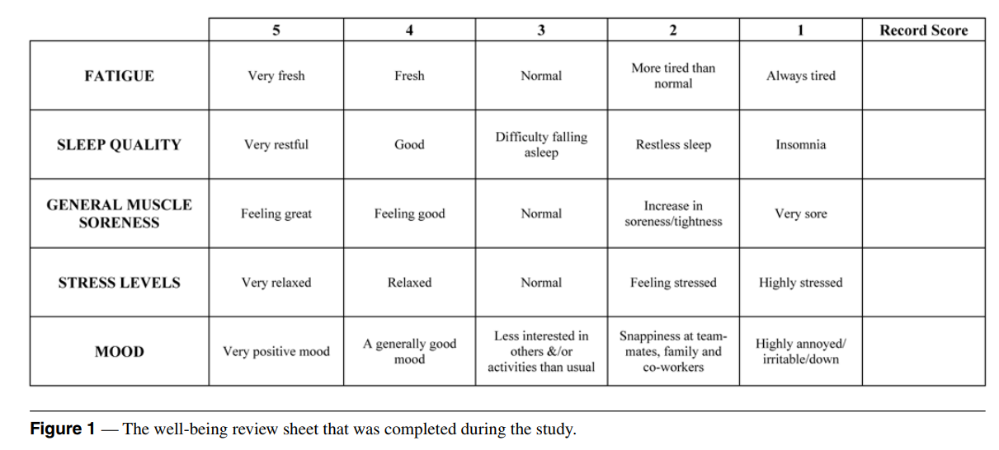 5 4 3 2 1 Record Score
FATIGUE Very fresh Fresh Normal More tired than normal Always tired
SLEEP QUALITY Very restful Good Difficulty falling asleep Restless sleep Insomnia
GENERAL MUSCLE SORENESS Feeling great Feeling good Normal Increase in soreness/tightness Very sore
STRESS LEVELS Very relaxed Relaxed Normal Feeling stressed Highly stressed
MOOD Very positive mood A generally good mood Less interested in others &/or activities than usual Snappiness at team-mates, family and co-workers Highly annoyed/irritable/down
Figure 1 — The well-being review sheet that was completed during the study.